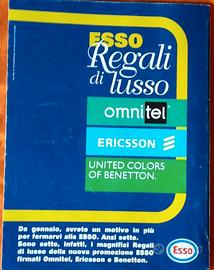 ESSO
Regali
di lusso
omnitel
ERICSSON
UNITED COLORS
OF BENETTON.
Da gennaio, avrete un motivo in più
per fermarvi alla ESSO. Anzi sette.
Sono sette, infatti, i magnifici Regali
di lusso della nuova promozione ESSO
firmati Omnitel, Ericsson e Benetton.
Esso